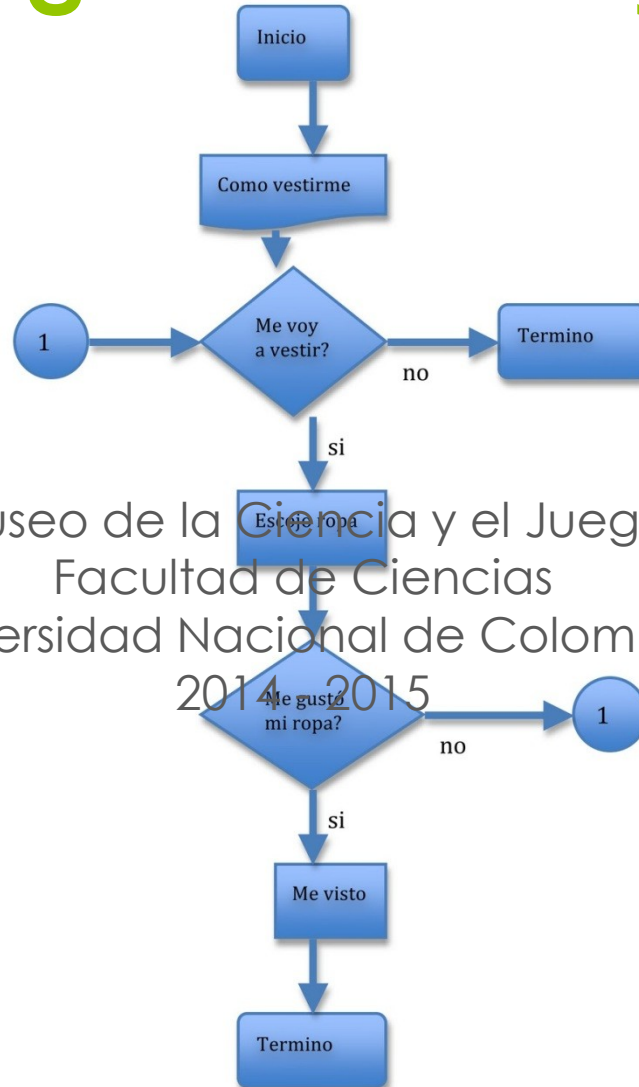 Inicio
Como vestirme
1
Me voy
a vestir?
Termino
no
si
Escojo ropa
useo de la Ciencia y el Jueg
Facultad de Ciencias
ersidad Nacional de Colom
2014 - 2015
Me gustó
mi ropa?
1
no
si
Me visto
Termino